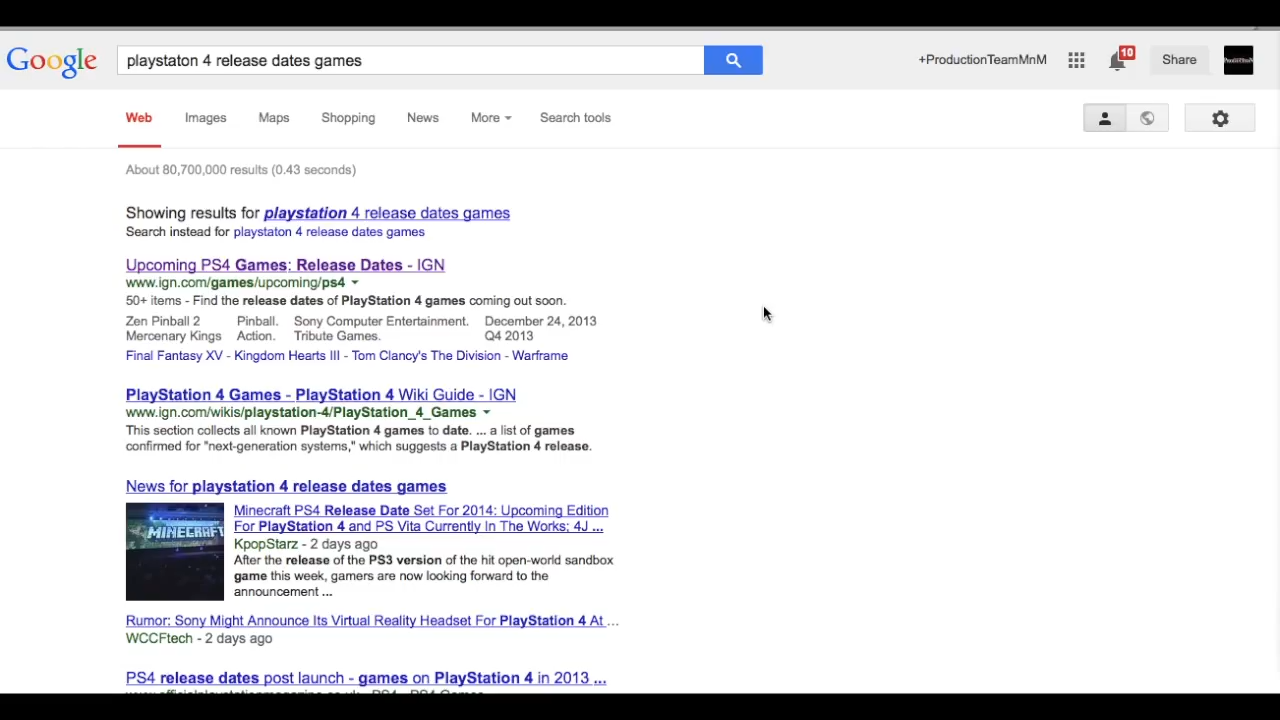 Google
playstaton 4 release dates games
+ProductionTeamMnM
10
Share
Web
Images
Maps
Shopping
News
More
Search tools
About 80,700,000 results (0.43 seconds)
Showing results for playstation 4 release dates games
Search instead for playstaton 4 release dates games
Upcoming PS4 Games: Release Dates - IGN
www.ign.com/games/upcoming/ps4
50+ items - Find the release dates of PlayStation 4 games coming out soon.
Zen Pinball 2 Pinball. Sony Computer Entertainment. December 24, 2013
Mercenary Kings Action. Tribute Games. Q4 2013
Final Fantasy XV - Kingdom Hearts III - Tom Clancy's The Division - Warframe
PlayStation 4 Games - PlayStation 4 Wiki Guide - IGN
www.ign.com/wikis/playstation-4/PlayStation_4_Games
This section collects all known PlayStation 4 games to date. ... a list of games
confirmed for "next-generation systems," which suggests a PlayStation 4 release.
News for playstation 4 release dates games
MINECRAFT
Minecraft PS4 Release Date Set For 2014: Upcoming Edition
For PlayStation 4 and PS Vita Currently In The Works; 4J ...
KpopStarz - 2 days ago
After the release of the PS3 version of the hit open-world sandbox
game this week, gamers are now looking forward to the
announcement ...
Rumor: Sony Might Announce Its Virtual Reality Headset For PlayStation 4 At ...
WCCFtech - 2 days ago
PS4 release dates post launch - games on PlayStation 4 in 2013 ...